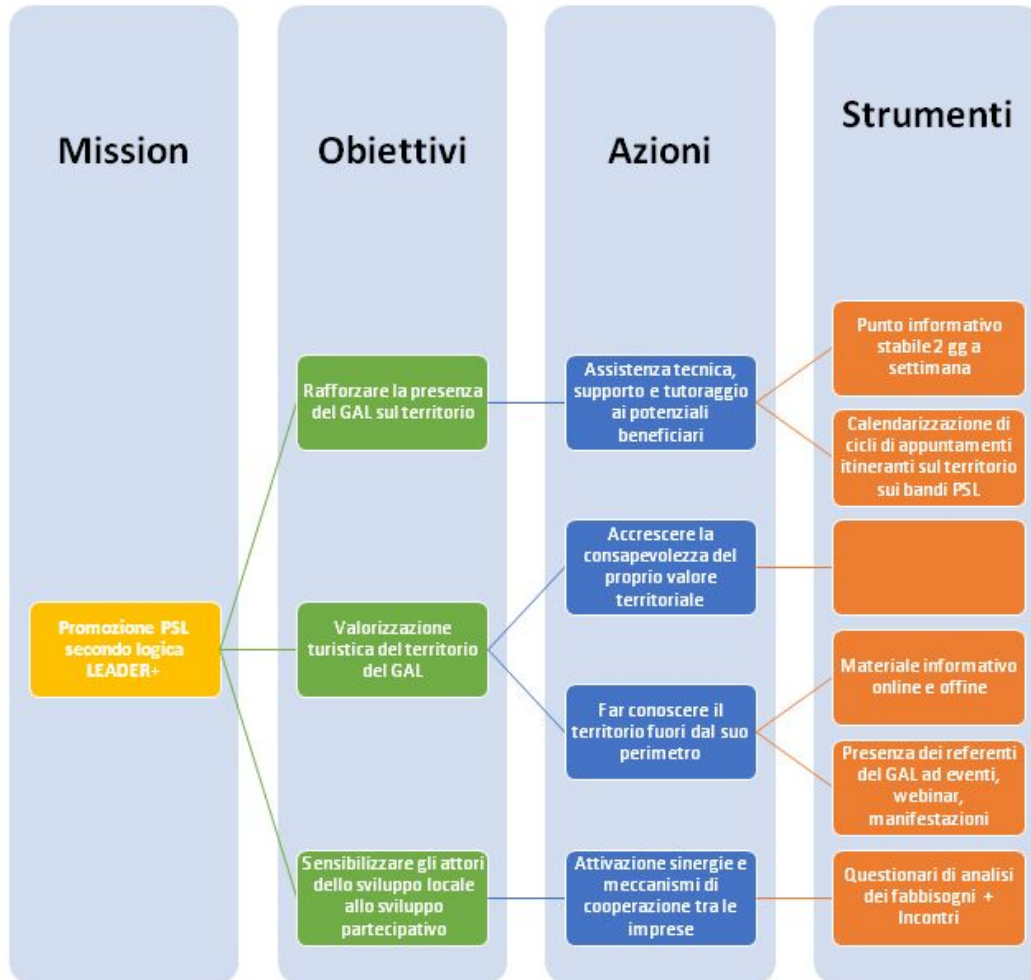 Mission
Obiettivi
Azioni
Strumenti
Promozione PSL
secondo logica
LEADER+
Rafforzare la presenza
del GAL sul territorio
Valorizzazione
turistica del territorio
del GAL
Sensibilizzare gli attori
dello sviluppo locale
allo sviluppo
partecipativo
Assistenza tecnica,
supporto e tutoraggio
ai potenziali
beneficiari
Accrescere la
consapevolezza del
proprio valore
territoriale
Far conoscere il
territorio fuori dal suo
perimetro
Attivazione sinergie e
meccanismi di
cooperazione tra le
imprese
Punto informativo
stabile 2 gg a
settimana
Calendarizzazione di
cicli di appuntamenti
itineranti sul territorio
sui bandi PSL
Materiale informativo
online e offine
Presenza dei referenti
del GAL ad eventi,
webinar,
manifestazioni
Questionari di analisi
dei fabbisogni +
Incontri